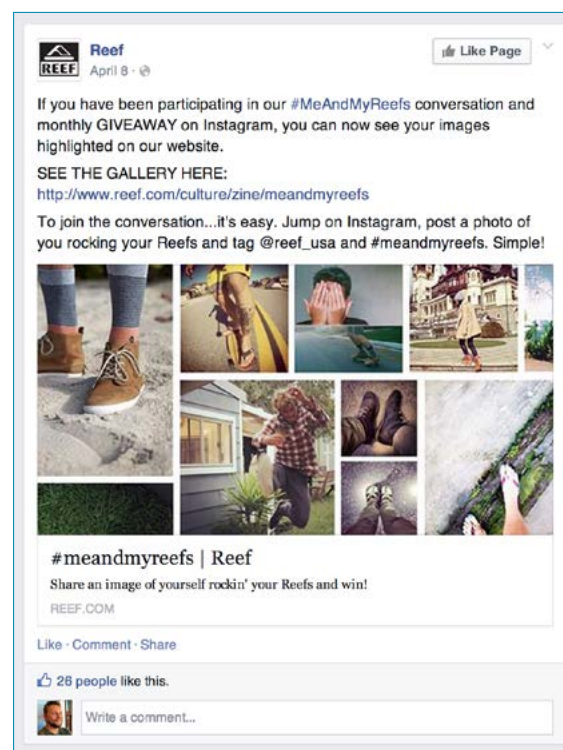 REEF
Reef
April 8 ·
Like Page
If you have been participating in our #MeAndMyReefs conversation and
monthly GIVEAWAY on Instagram, you can now see your images
highlighted on our website.
SEE THE GALLERY HERE:
http://www.reef.com/culture/zine/meandmyreefs
To join the conversation...it's easy. Jump on Instagram, post a photo of
you rocking your Reefs and tag @reef_usa and #meandmyreefs. Simple!
#meandmyreefs | Reef
Share an image of yourself rockin' your Reefs and win!
REEF.COM
Like · Comment · Share
26 people like this.
Write a comment...